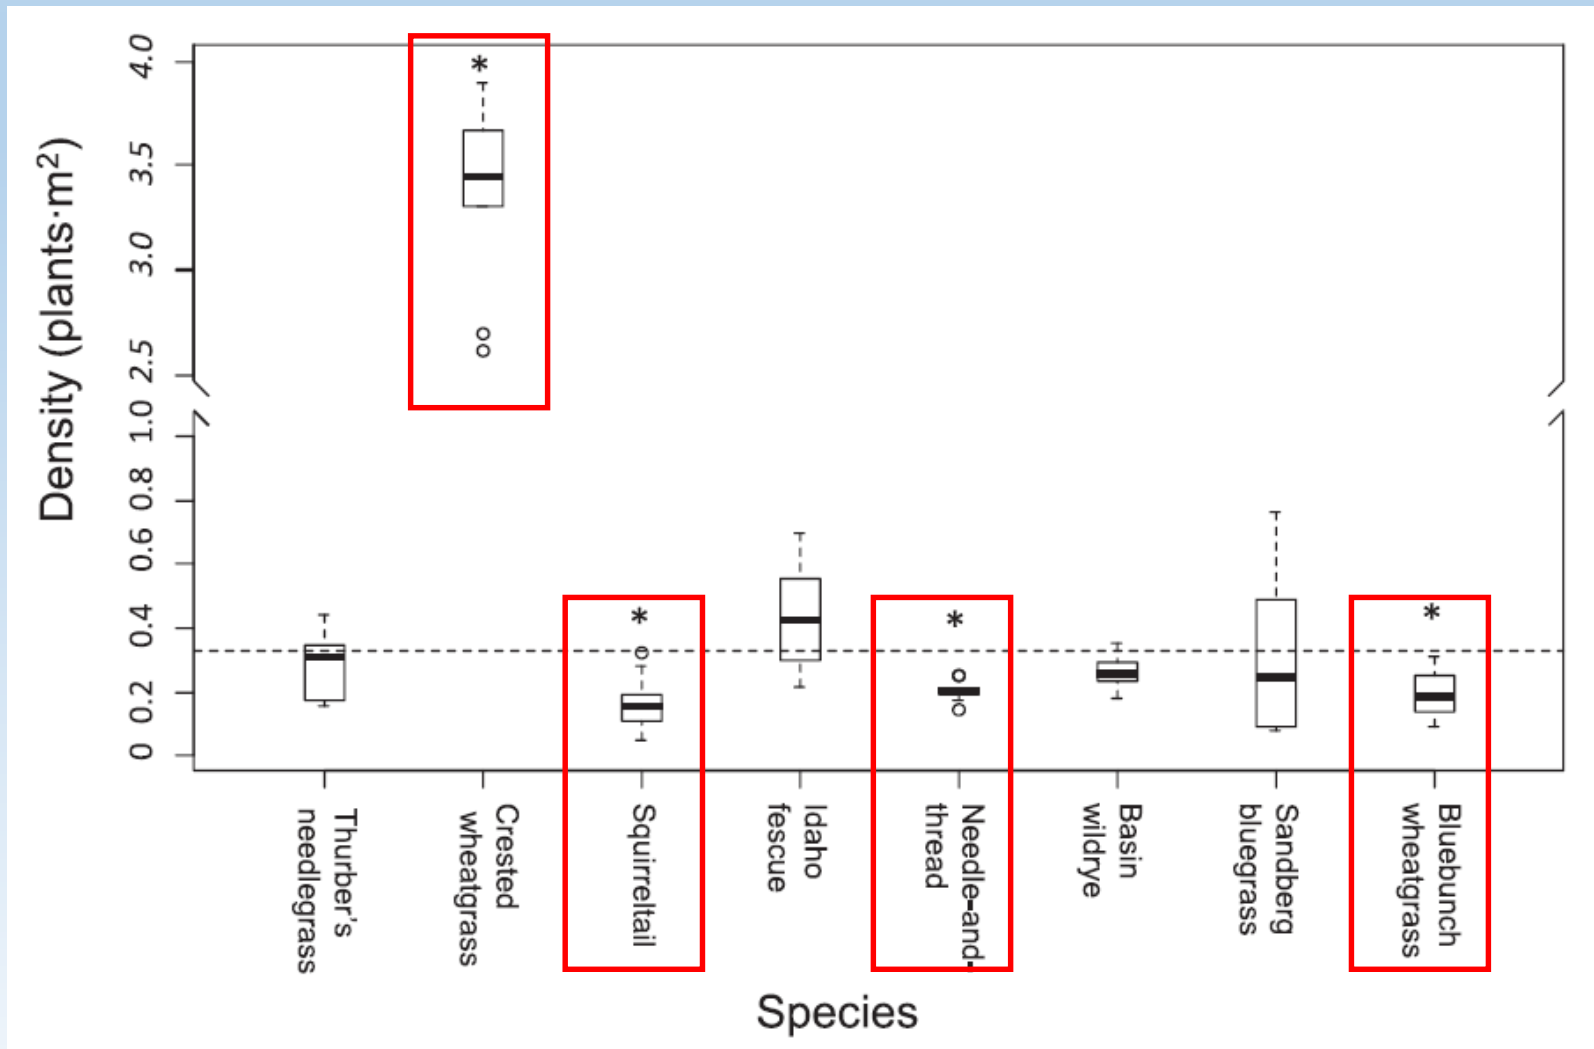 Density (plants·m²)
4.0
3.5
3.0
2.5
1.0
0.8
0.6
0.4
0.2
0
*
*
*
*
Thurber's
needlegrass
Crested
wheatgrass
Squirreltail
Idaho
fescue
Needle-and-
thread
Basin
wildrye
Sandberg
bluegrass
Bluebunch
wheatgrass
Species